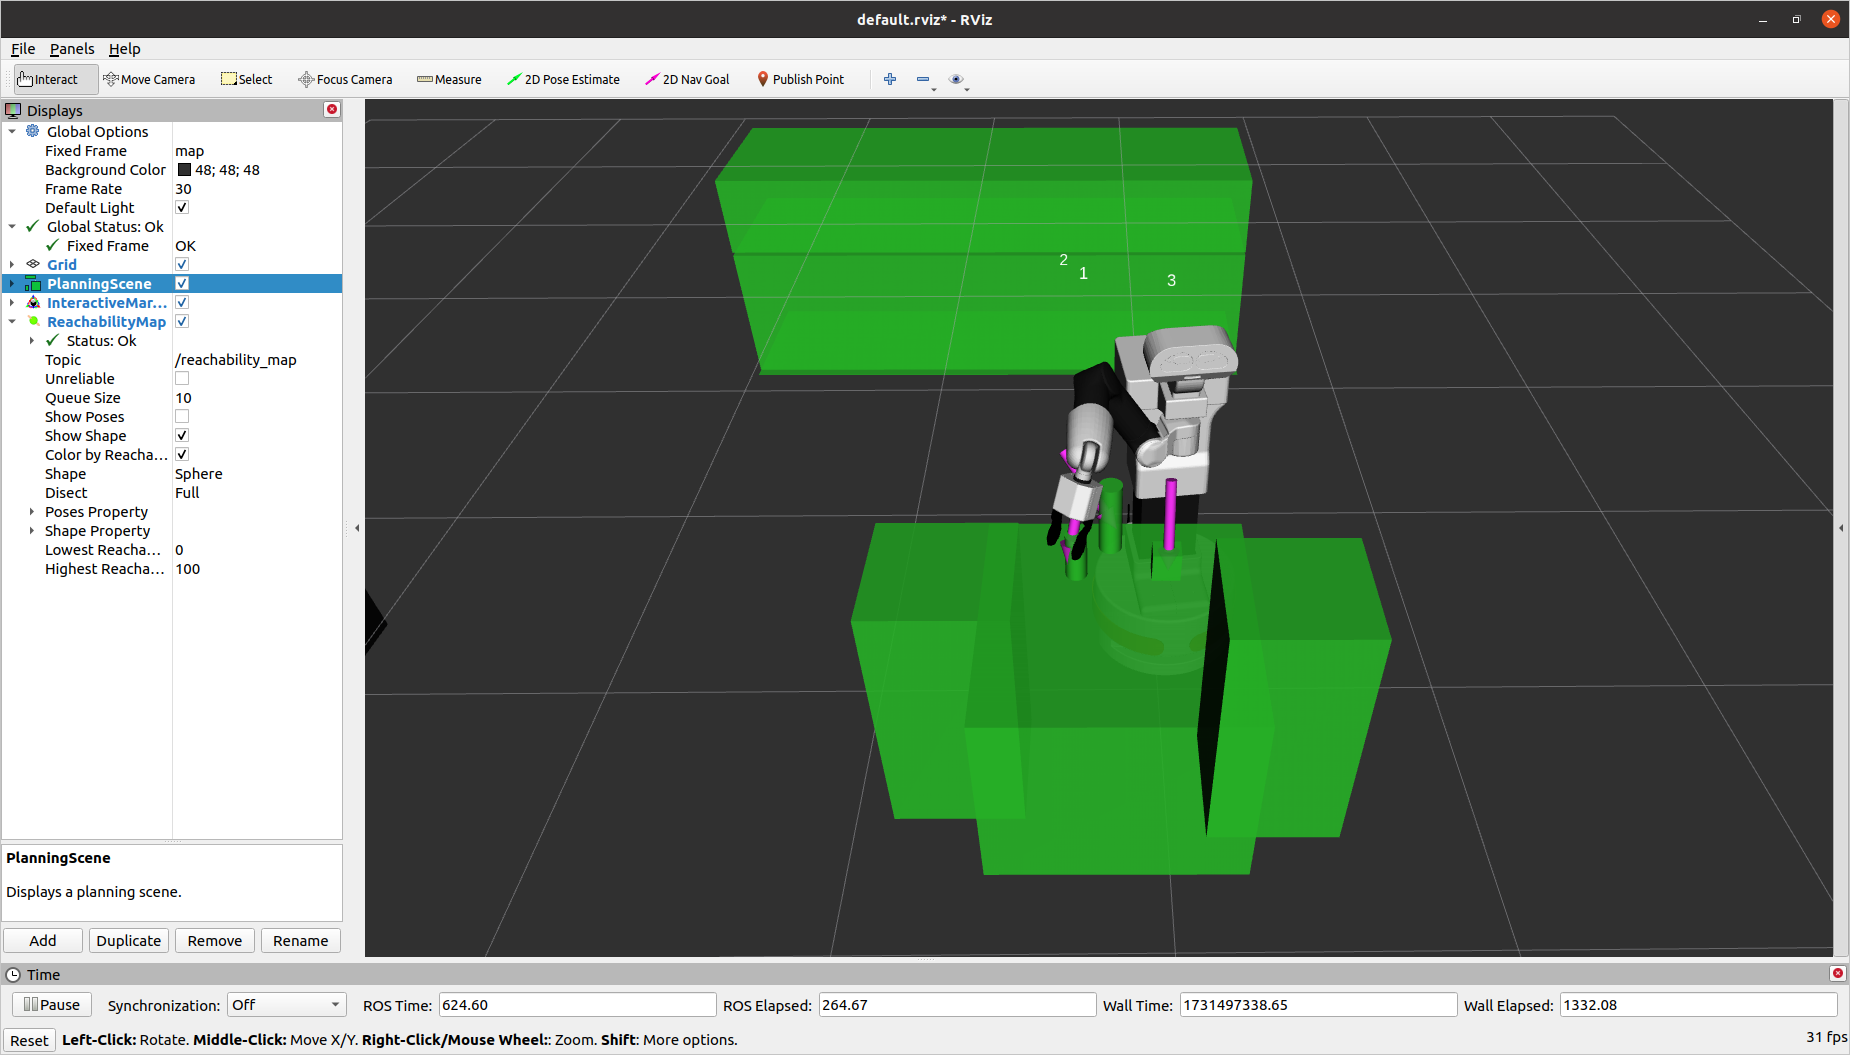 default.rviz* - RViz
File Panels Help
Interact Move Camera Select Focus Camera Measure 2D Pose Estimate 2D Nav Goal Publish Point
Displays
Global Options
Fixed Frame map
Background Color 48; 48; 48
Frame Rate 30
Default Light
Global Status: Ok
Fixed Frame OK
Grid
PlanningScene
InteractiveMar...
ReachabilityMap
Status: Ok
Topic /reachability_map
Unreliable
Queue Size 10
Show Poses
Show Shape
Color by Reacha...
Shape Sphere
Disect Full
Poses Property
Shape Property
Lowest Reacha... 0
Highest Reacha... 100
2
1
3
PlanningScene
Displays a planning scene.
Add Duplicate Remove Rename
Time
Pause Synchronization: Off ROS Time: 624.60 ROS Elapsed: 264.67 Wall Time: 1731497338.65 Wall Elapsed: 1332.08
Reset Left-Click: Rotate. Middle-Click: Move X/Y. Right-Click/Mouse Wheel:: Zoom. Shift: More options. 31 fps